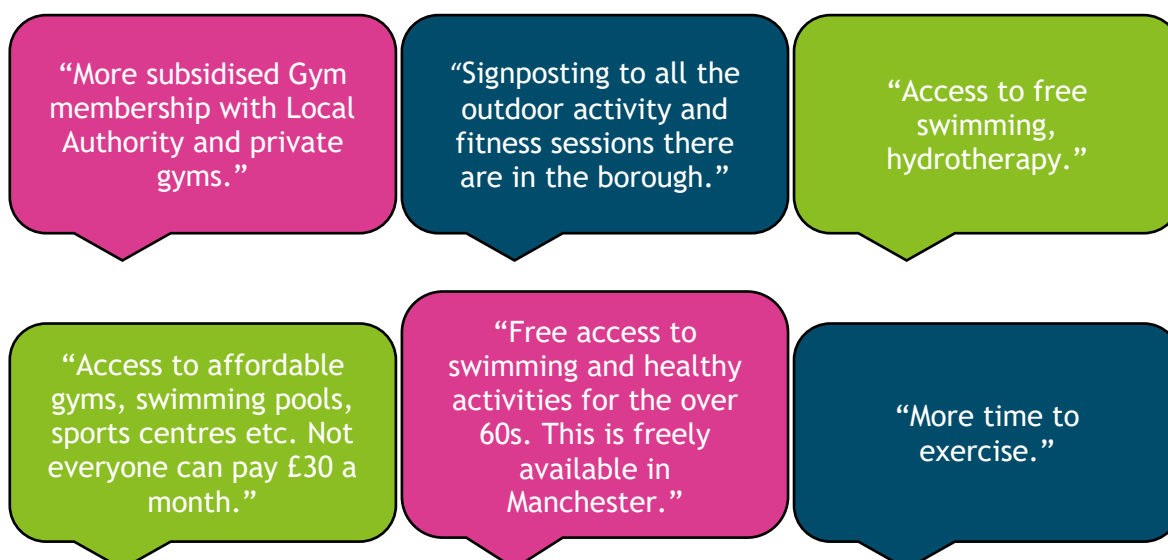 “More subsidised Gym
membership with Local
Authority and private
gyms.”
“Signposting to all the
outdoor activity and
fitness sessions there
are in the borough.”
“Access to free
swimming,
hydrotherapy.”
“Access to affordable
gyms, swimming pools,
sports centres etc. Not
everyone can pay £30 a
month.”
“Free access to
swimming and healthy
activities for the over
60s. This is freely
available in
Manchester.”
“More time to
exercise.”